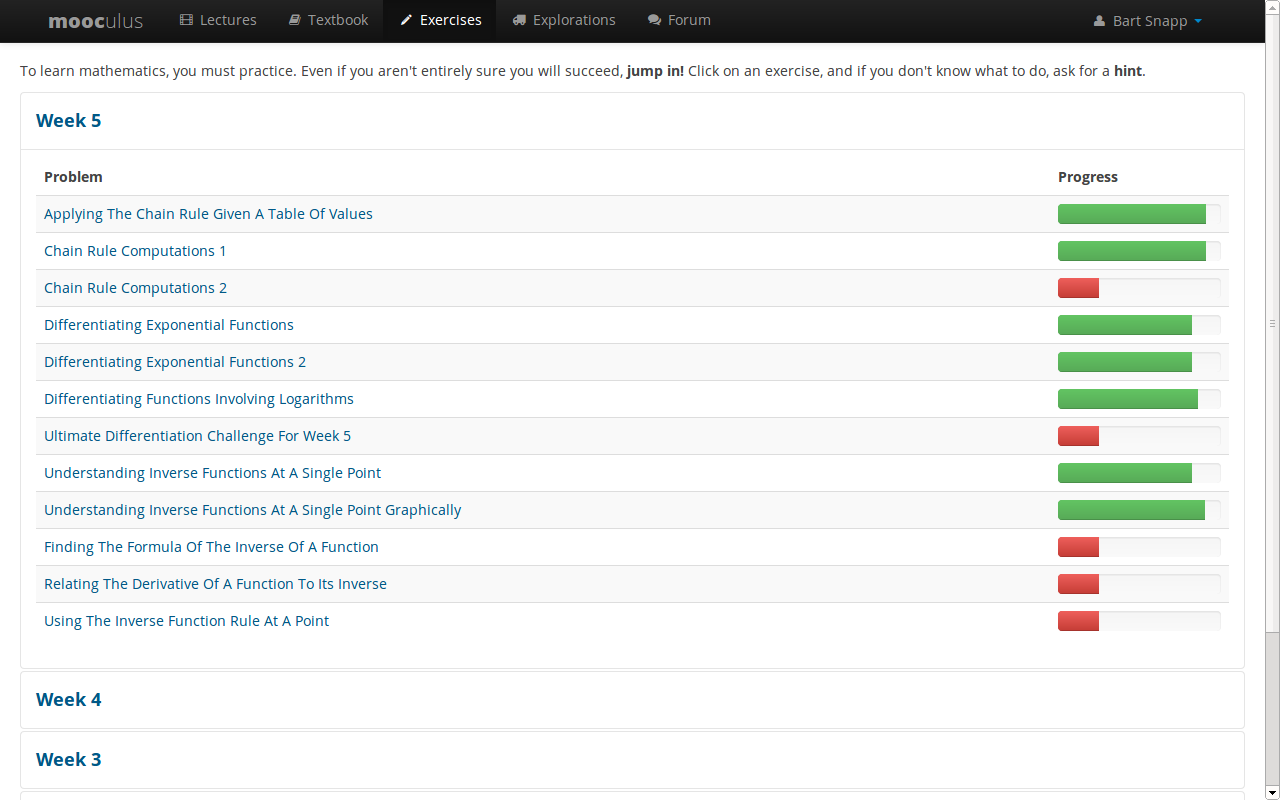 mooculus Lectures Textbook Exercises Explorations Forum Bart Snapp
To learn mathematics, you must practice. Even if you aren't entirely sure you will succeed, jump in! Click on an exercise, and if you don't know what to do, ask for a hint.
Week 5
Problem Progress
Applying The Chain Rule Given A Table Of Values
Chain Rule Computations 1
Chain Rule Computations 2
Differentiating Exponential Functions
Differentiating Exponential Functions 2
Differentiating Functions Involving Logarithms
Ultimate Differentiation Challenge For Week 5
Understanding Inverse Functions At A Single Point
Understanding Inverse Functions At A Single Point Graphically
Finding The Formula Of The Inverse Of A Function
Relating The Derivative Of A Function To Its Inverse
Using The Inverse Function Rule At A Point
Week 4
Week 3